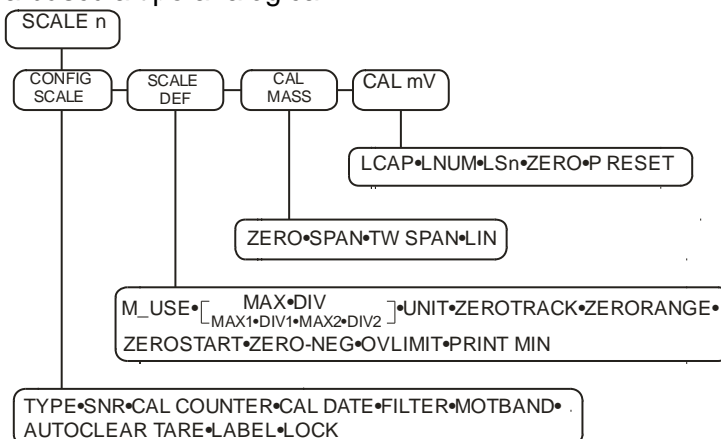 SCALE n
CONFIG
SCALE
SCALE
DEF
CAL
MASS
CAL mV
LCAP•LNUM•LSn•ZERO•P RESET
ZERO•SPAN•TW SPAN•LIN
M_USE•[MAX•DIV
MAX1•DIV1•MAX2•DIV2]•UNIT•ZEROTRACK•ZERORANGE•
ZEROSTART•ZERO-NEG•OVLIMIT•PRINT MIN
TYPE•SNR•CAL COUNTER•CAL DATE•FILTER•MOTBAND•
AUTOCLEAR TARE•LABEL•LOCK